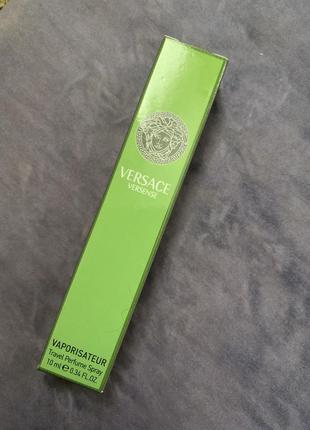 VERSACE
VERSENSE
VAPORISATEUR
Travel Perfume Spray
10 ml ℮ 0.34 FL.OZ.